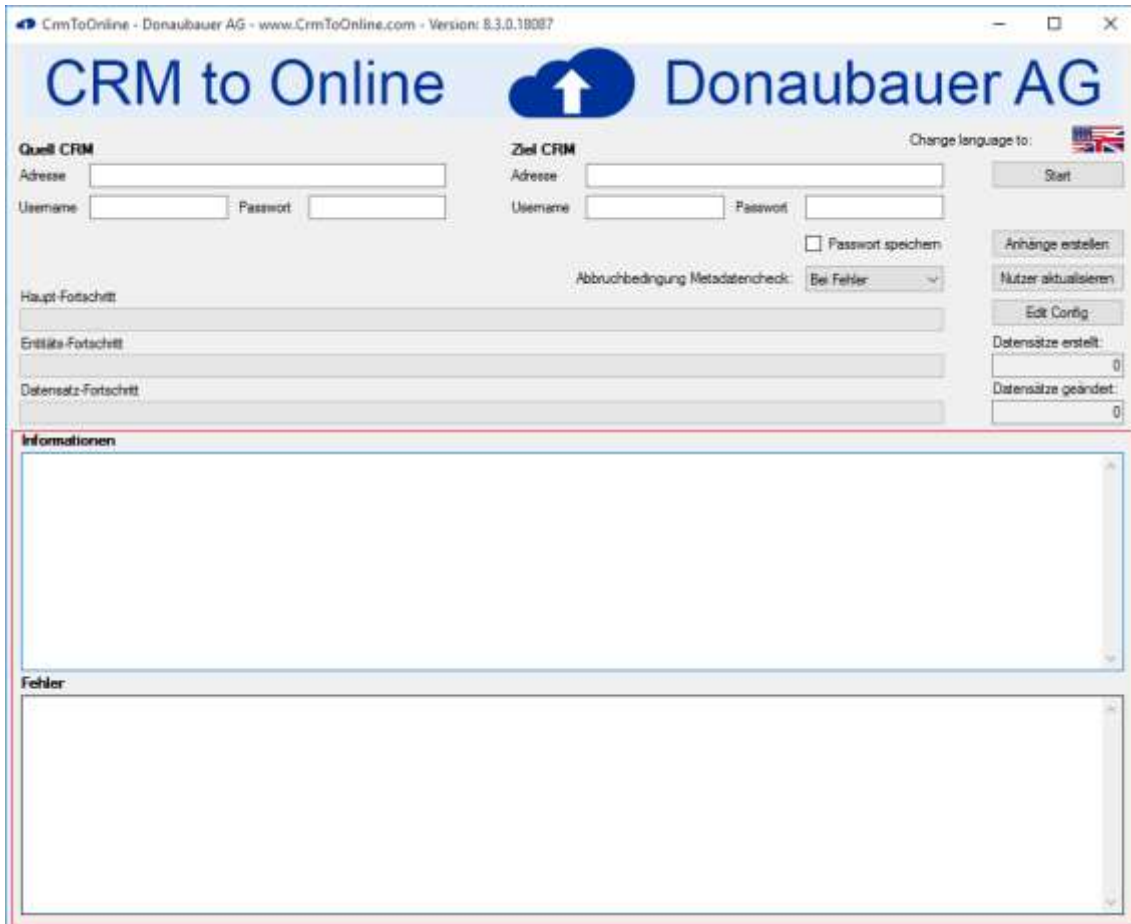 CrmToOnline - Donaubauer AG - www.CrmToOnline.com - Version: 8.3.0.18087
CRM to Online Donaubauer AG
Change language to:
Quell CRM Ziel CRM
Adresse Adresse Start
Username Passwort Username Passwort
Passwort speichern Anhänge erstellen
Abbruchbedingung Metadatencheck: Bei Fehler Nutzer aktualisieren
Haupt-Fortschritt
Edit Config
Entitäts-Fortschritt Datensätze erstellt:
0
Datensatz-Fortschritt Datensätze geändert:
0
Informationen
Fehler